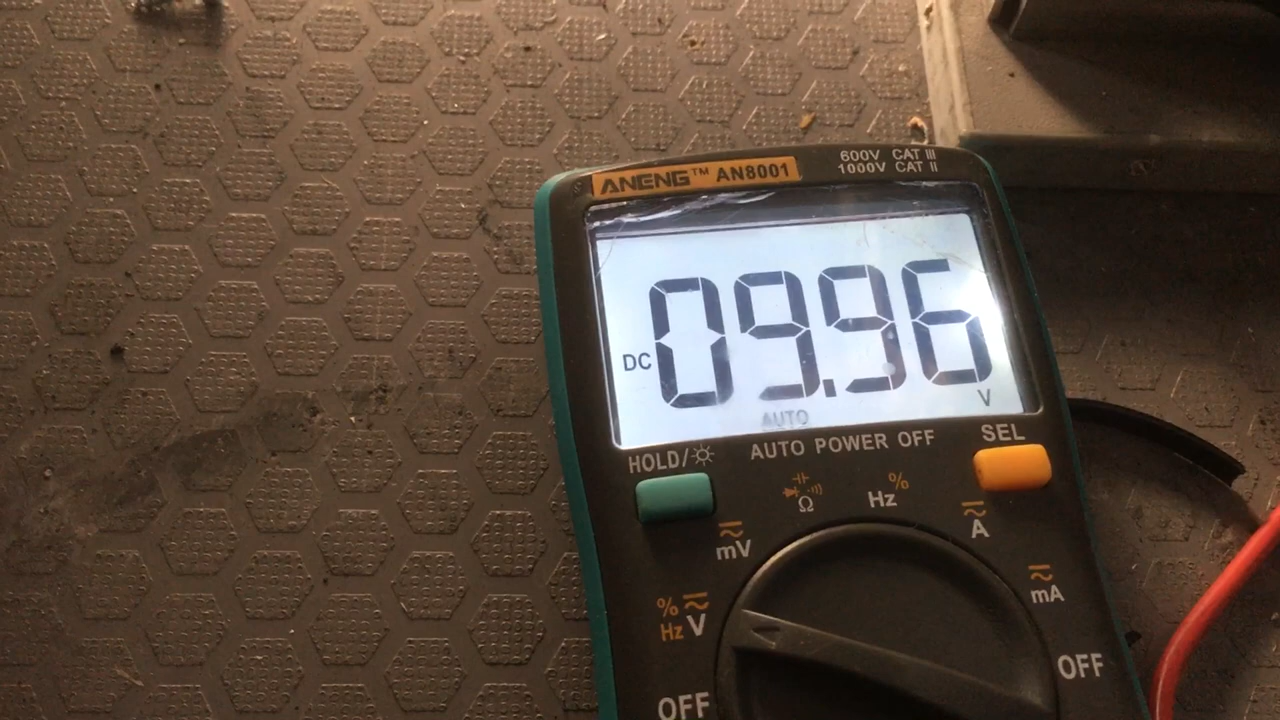 ANENG™ AN8001
600V CAT III
1000V CAT II
DC 09.96 V
AUTO
HOLD/☼ AUTO POWER OFF SEL
Ω
Hz %
A
mV
mA
% Hz V
OFF
OFF